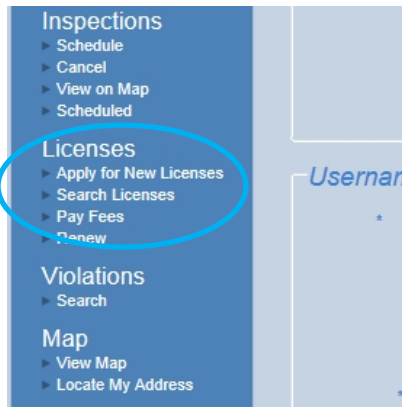 Inspections
Schedule
Cancel
View on Map
Scheduled
Licenses
Apply for New Licenses
Search Licenses
Pay Fees
Renew
Violations
Search
Map
View Map
Locate My Address
Usernam
*
*